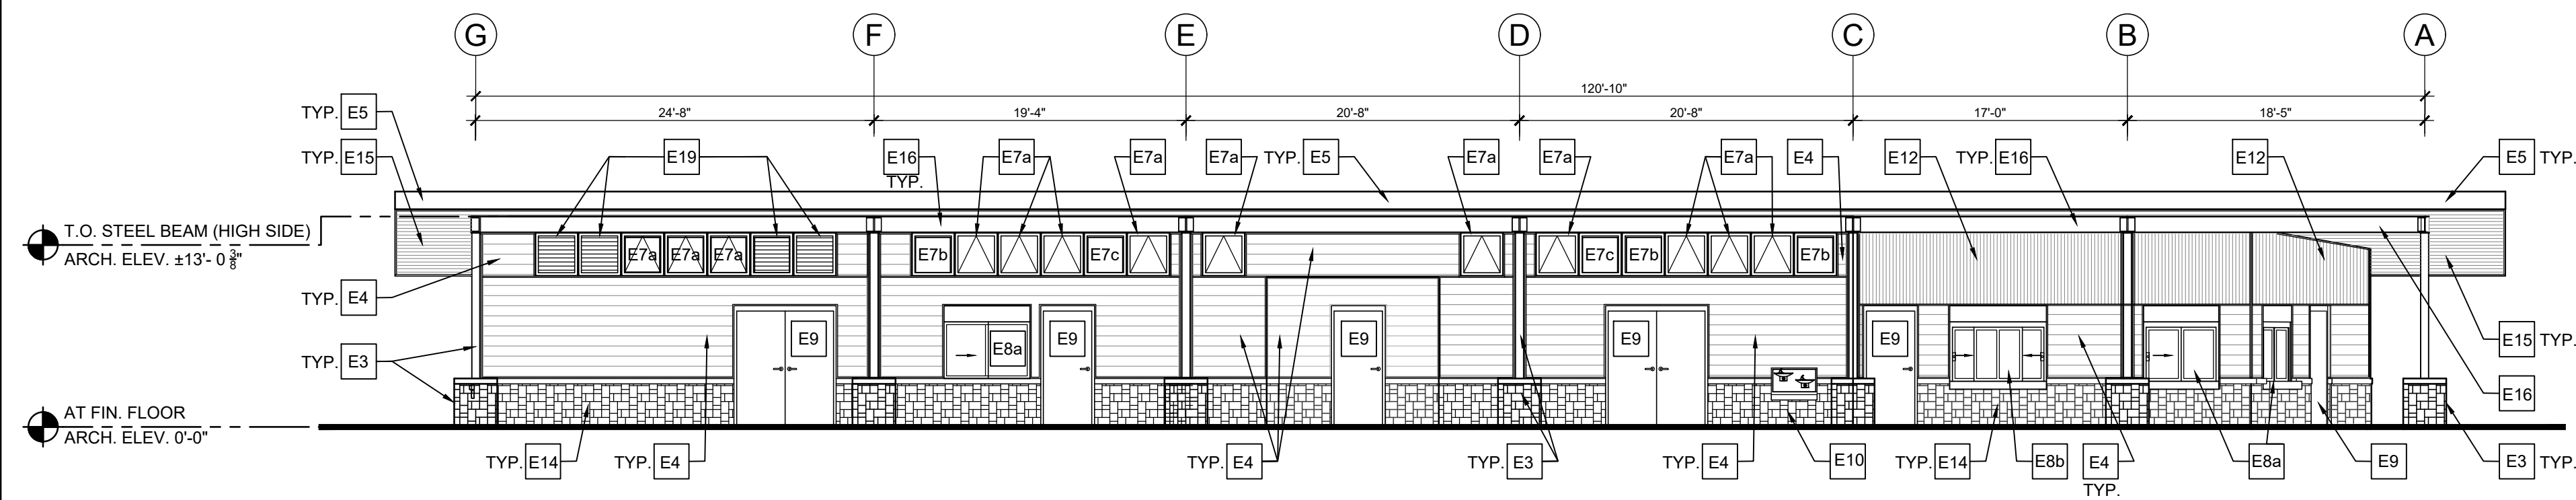 G F E D C B A
120'-10"
24'-8" 19'-4" 20'-8" 20'-8" 17'-0" 18'-5"
TYP. E5
TYP. E15 E19 E16 E7a E7a E7a TYP. E5 E7a E7a E7a E4 E12 TYP. E16 E12 E5 TYP.
TYP.
T.O. STEEL BEAM (HIGH SIDE)
ARCH. ELEV. ±13'- 0 3/8"
E7a E7a E7a E7b E7c E7c E7b E7b
TYP. E4
E9 E8a E9 E9 E9 E9 E15 TYP.
TYP. E3
E16
AT FIN. FLOOR
ARCH. ELEV. 0'-0"
TYP. E14 TYP. E4 TYP. E4 TYP. E3 TYP. E4 E10 TYP. E14 E8b E4 E8a E9 E3 TYP.
TYP.